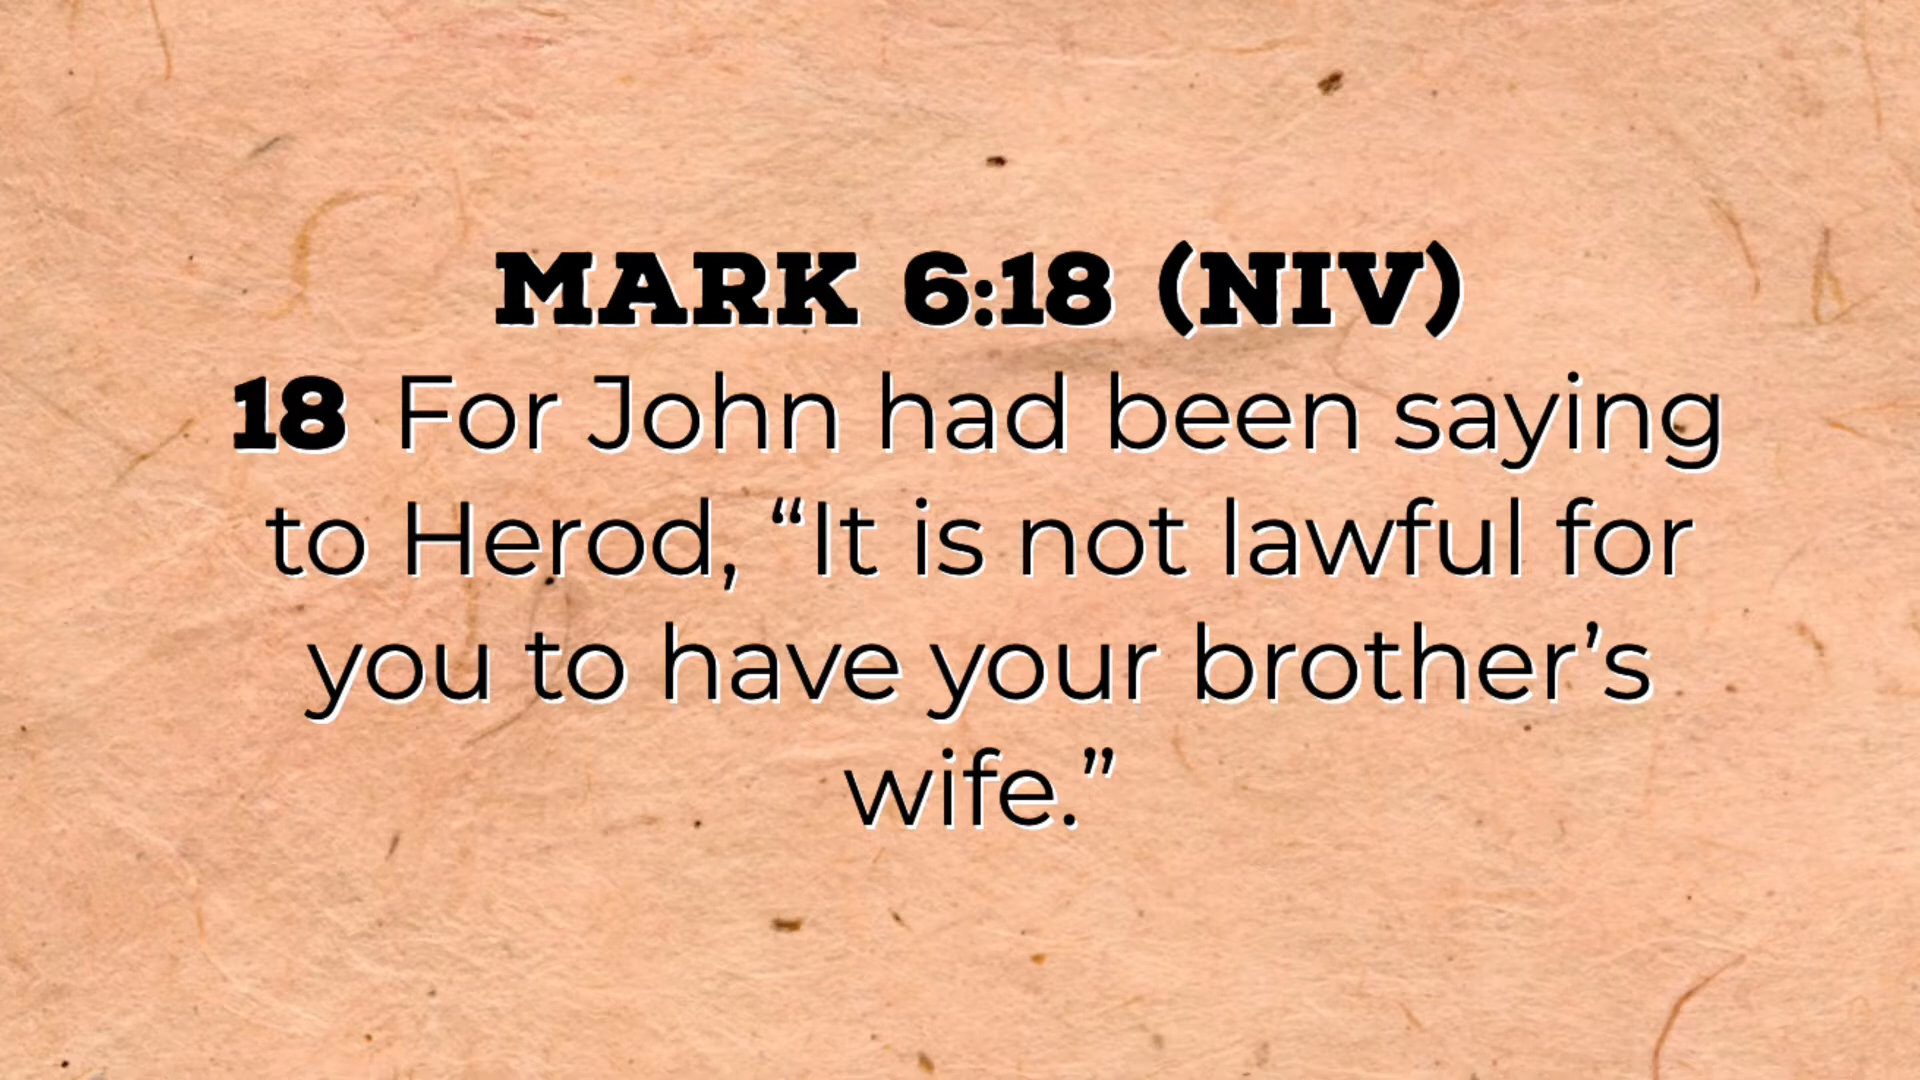 MARK 6:18 (NIV)
18 For John had been saying
to Herod, “It is not lawful for
you to have your brother’s
wife.”